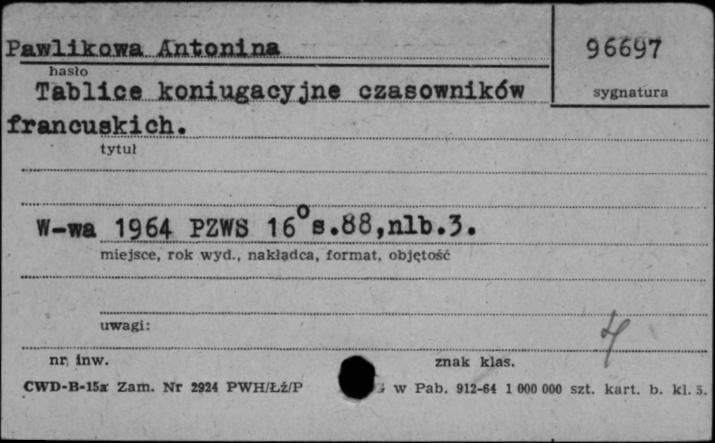 Pawlikowa Antonina
96697
hasło
sygnatura
Tablice koniugacyjne czasowników
francuskich.
tytuł
W-wa 1964 PZWS 16° s.88,nlb.3.
miejsce, rok wyd., nakładca, format, objętość
uwagi:
4
nr. inw.
znak klas.
CWD-B-15a Zam. Nr 2924 PWH/Łź/P
w Pab. 912-64 1 000 000 szt. kart. b. kl. 5.